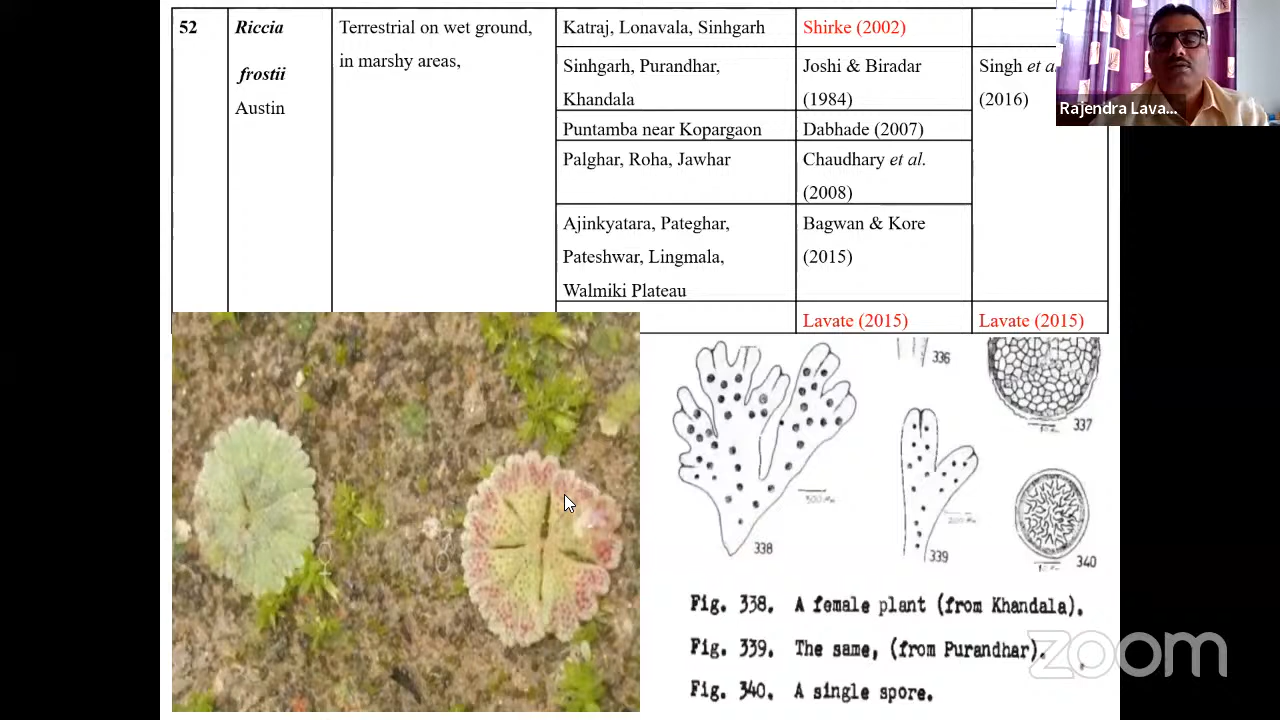 52
Riccia
frostii
Austin
Terrestrial on wet ground,
in marshy areas,
Katraj, Lonavala, Sinhgarh
Shirke (2002)
Sinhgarh, Purandhar,
Khandala
Joshi & Biradar
(1984)
Singh et a
(2016)
Puntamba near Kopargaon
Dabhade (2007)
Palghar, Roha, Jawhar
Chaudhary et al.
(2008)
Ajinkyatara, Pateghar,
Pateshwar, Lingmala,
Walmiki Plateau
Bagwan & Kore
(2015)
Lavate (2015)
Lavate (2015)
Rajendra Lava...
♀
♂
336
337
338
339
340
Fig. 338. A female plant (from Khandala).
Fig. 339. The same, (from Purandhar).
Fig. 340. A single spore.
zoom